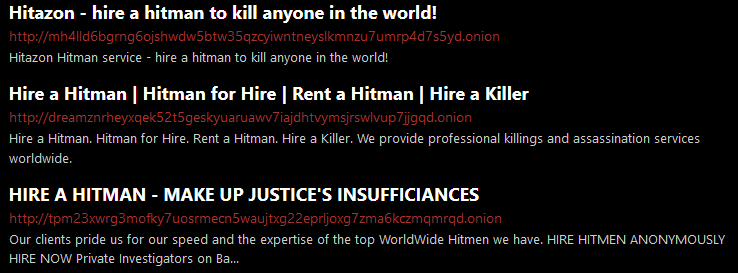 Hitazon - hire a hitman to kill anyone in the world!
http://mh4lld6bgrng6ojshwdw5btw35qzcyiwntneyslkmnzu7umrp4d7s5yd.onion
Hitazon Hitman service - hire a hitman to kill anyone in the world!
Hire a Hitman | Hitman for Hire | Rent a Hitman | Hire a Killer
http://dreamznrheyxqek52t5geskyuaruawv7iajdhtvymsjrswlvup7jjgqd.onion
Hire a Hitman. Hitman for Hire. Rent a Hitman. Hire a Killer. We provide professional killings and assassination services
worldwide.
HIRE A HITMAN - MAKE UP JUSTICE'S INSUFFICIANCES
http://tpm23xwrg3mofky7uosrmecn5waujtxg22eprljoxg7zma6kczmqmrqd.onion
Our clients pride us for our speed and the expertise of the top WorldWide Hitmen we have. HIRE HITMEN ANONYMOUSLY
HIRE NOW Private Investigators on Ba...